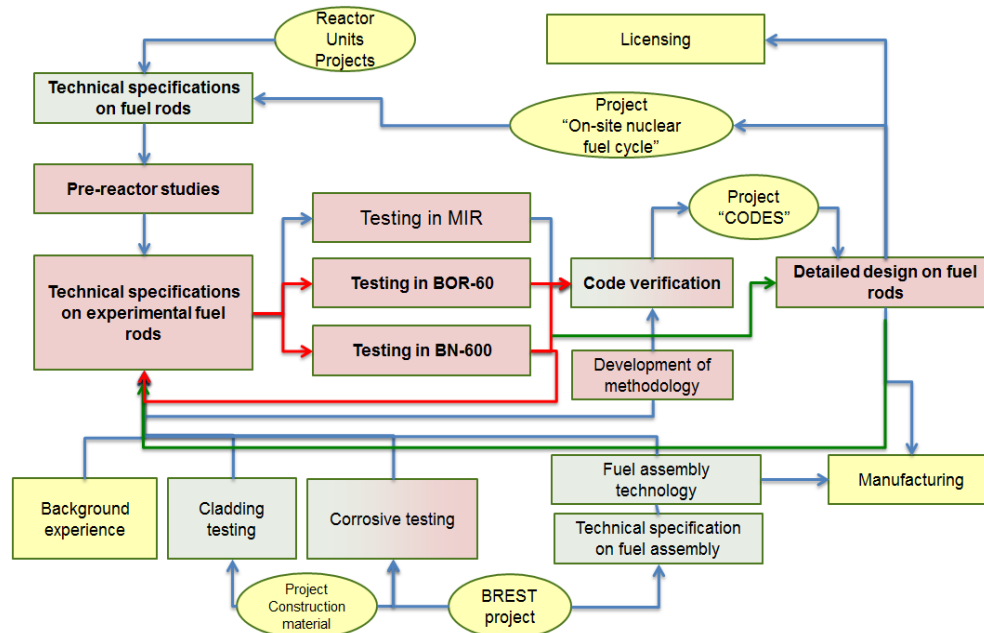 Reactor
Units
Projects
Licensing
Technical specifications
on fuel rods
Project
“On-site nuclear
fuel cycle”
Pre-reactor studies
Testing in MIR
Project
“CODES”
Technical specifications
on experimental fuel
rods
Testing in BOR-60
Code verification
Detailed design on fuel
rods
Testing in BN-600
Development of
methodology
Background
experience
Cladding
testing
Corrosive testing
Fuel assembly
technology
Manufacturing
Technical specification
on fuel assembly
Project
Construction
material
BREST
project